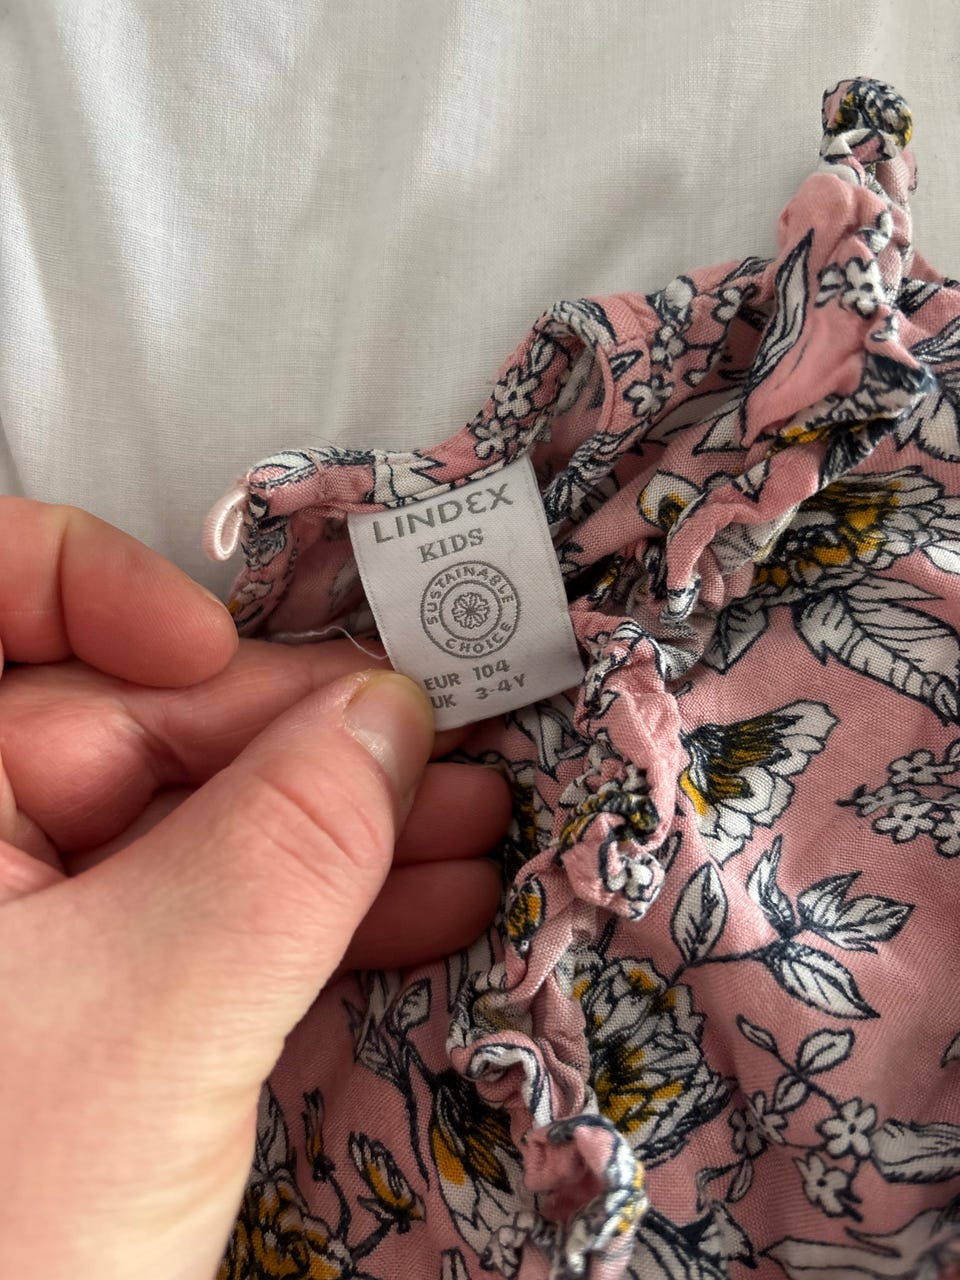 LINDEX
KIDS
SUSTAINABLE
CHOICE
EUR 104
UK 3-4Y